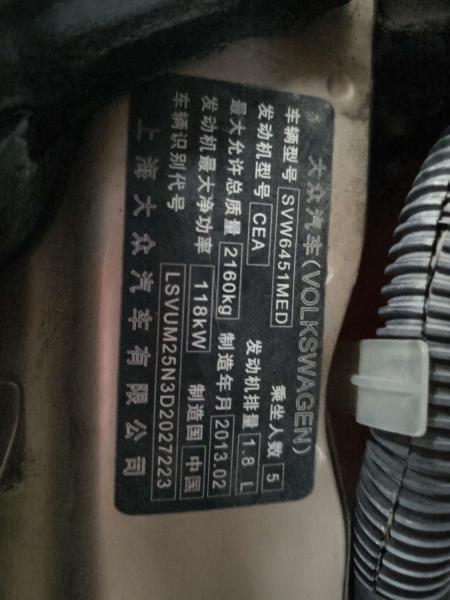 大众汽车(VOLKSWAGEN)
车辆型号 SVW6451MED 乘坐人数 5
发动机型号 CEA 发动机排量 1.8 L
最大允许总质量 2160kg 制造年月 2013.02
发动机最大净功率 118kW 制造国 中国
车辆识别代号 LSVUM25N3D2027223
上海大众汽车有限公司